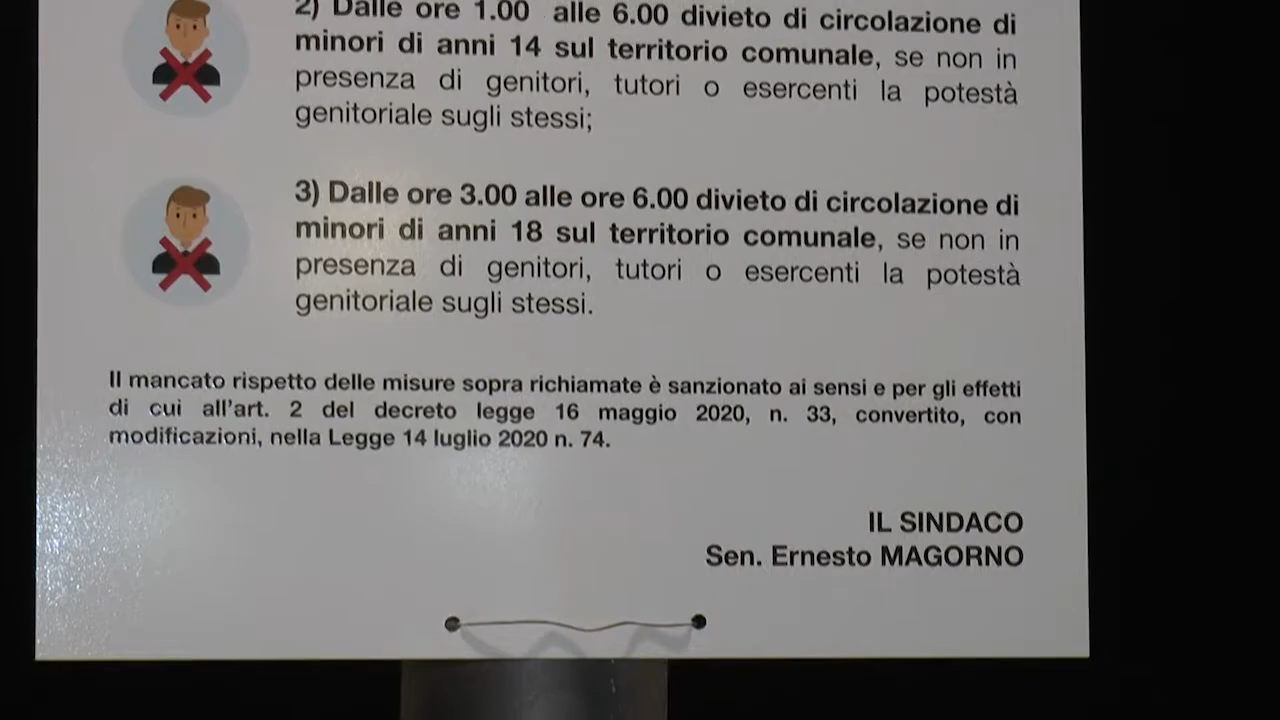 2) Dalle ore 1.00 alle 6.00 divieto di circolazione di
minori di anni 14 sul territorio comunale, se non in
presenza di genitori, tutori o esercenti la potestà
genitoriale sugli stessi;
3) Dalle ore 3.00 alle ore 6.00 divieto di circolazione di
minori di anni 18 sul territorio comunale, se non in
presenza di genitori, tutori o esercenti la potestà
genitoriale sugli stessi.
Il mancato rispetto delle misure sopra richiamate è sanzionato ai sensi e per gli effetti
di cui all'art. 2 del decreto legge 16 maggio 2020, n. 33, convertito, con
modificazioni, nella Legge 14 luglio 2020 n. 74.
IL SINDACO
Sen. Ernesto MAGORNO